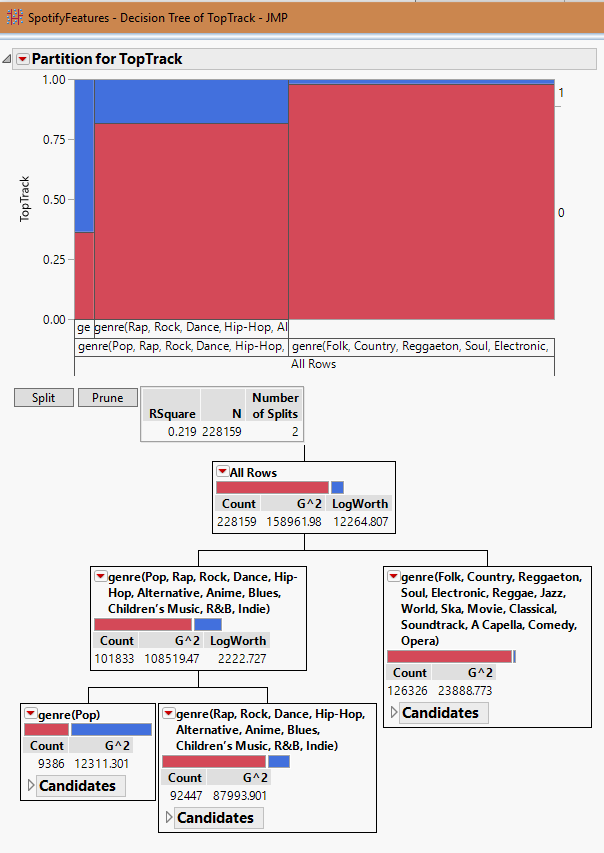 SpotifyFeatures - Decision Tree of TopTrack - JMP
Partition for TopTrack
1.00
0.75
0.50
0.25
0.00
TopTrack
1
0
ge
genre(Rap, Rock, Dance, Hip-Hop, Al
genre(Pop, Rap, Rock, Dance, Hip-Hop,
genre(Folk, Country, Reggaeton, Soul, Electronic,
All Rows
Split
Prune
RSquare
N
Number
of Splits
0.219
228159
2
All Rows
Count
G^2
LogWorth
228159
158961.98
12264.807
genre(Pop, Rap, Rock, Dance, Hip-
Hop, Alternative, Anime, Blues,
Children's Music, R&B, Indie)
Count
G^2
LogWorth
101833
108519.47
2222.727
genre(Folk, Country, Reggaeton,
Soul, Electronic, Reggae, Jazz,
World, Ska, Movie, Classical,
Soundtrack, A Capella, Comedy,
Opera)
Count
G^2
126326
23888.773
Candidates
genre(Pop)
Count
G^2
9386
12311.301
Candidates
genre(Rap, Rock, Dance, Hip-Hop,
Alternative, Anime, Blues,
Children's Music, R&B, Indie)
Count
G^2
92447
87993.901
Candidates